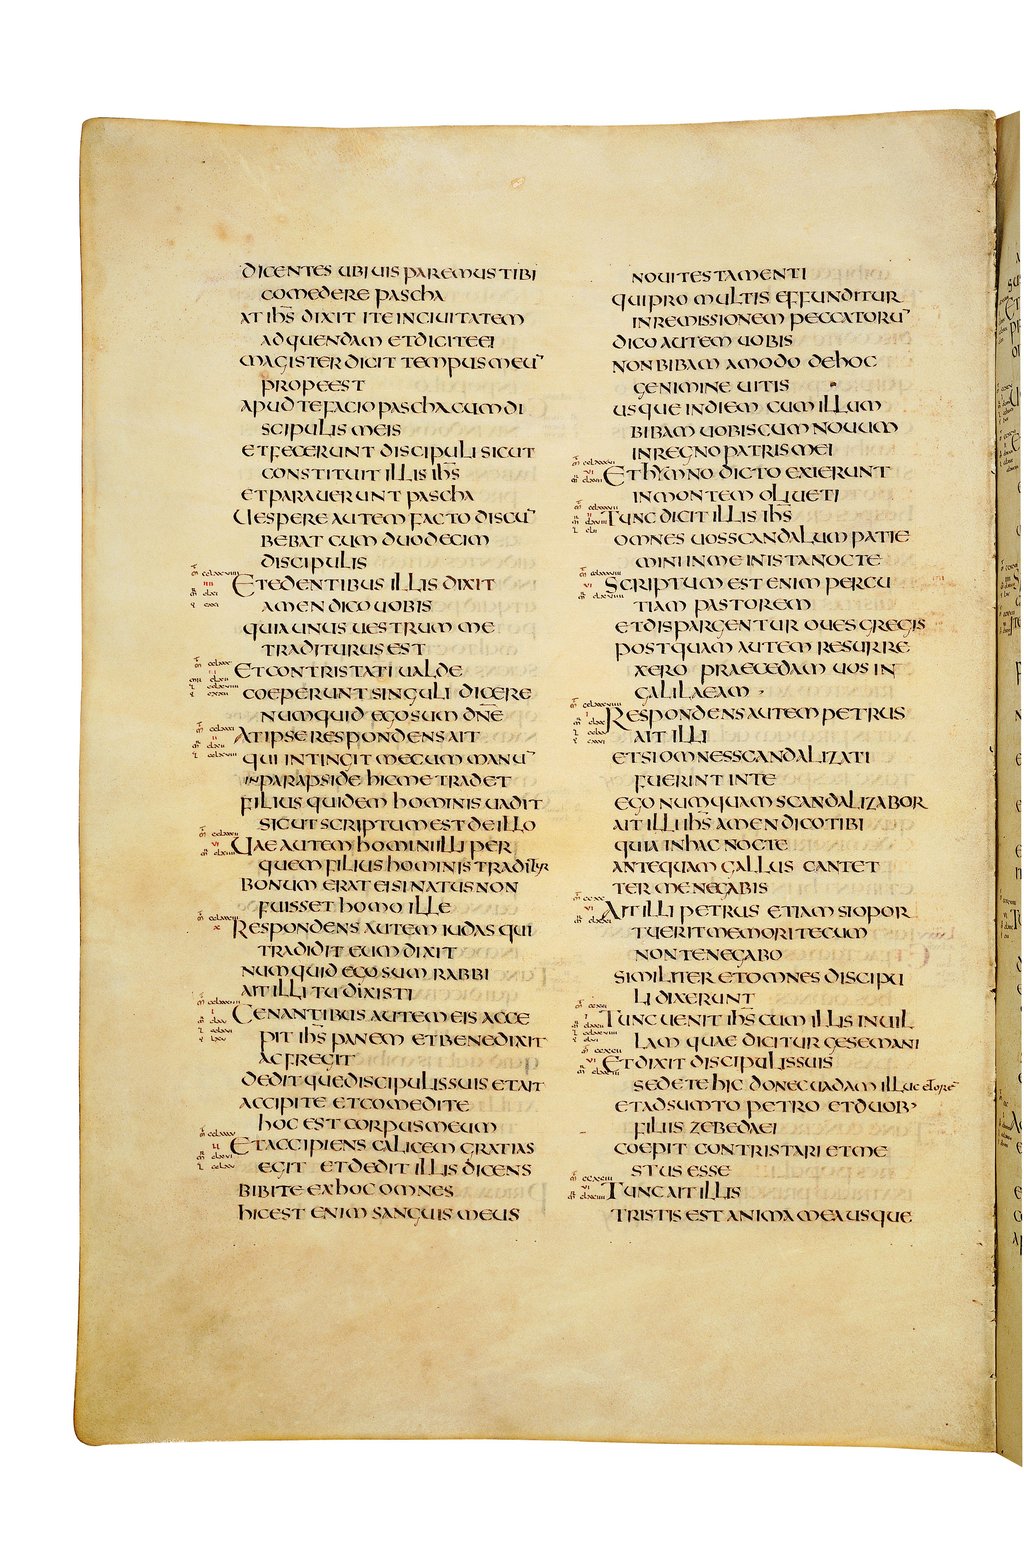 DICENTES UBI UIS PAREMUS TIBI
COMEDERE PASCHA
AT IH̅S DIXIT ITE IN CIUITATEM
AD QUENDAM ET DICITE EI
MAGISTER DICIT TEMPUS MEU̅
PROPE EST
APUD TE FACIO PASCHA CUM DI
SCIPULIS MEIS
ET FECERUNT DISCIPULI SICUT
CONSTITUIT ILLIS IH̅S
ET PARAUERUNT PASCHA
UESPERE AUTEM FACTO DISCU̅
BEBAT CUM DUODECIM
DISCIPULIS
ET EDENTIBUS ILLIS DIXIT
AMEN DICO UOBIS
QUIA UNUS UESTRUM ME
TRADITURUS EST
ET CONTRISTATI UALDE
COEPERUNT SINGULI DICERE
NUMQUID EGO SUM DN̅E
AT IPSE RESPONDENS AIT
QUI INTINGIT MECUM MANU̅
IN PARAPSIDE HIC ME TRADET
FILIUS QUIDEM HOMINIS UADIT
SICUT SCRIPTUM EST DE ILLO
UAE AUTEM HOMINI ILLI PER
QUEM FILIUS HOMINIS TRADITUR
BONUM ERAT EI SI NATUS NON
FUISSET HOMO ILLE
RESPONDENS AUTEM IUDAS QUI
TRADIDIT EUM DIXIT
NUMQUID EGO SUM RABBI
AIT ILLI TU DIXISTI
CENANTIBUS AUTEM EIS ACCE
PIT IH̅S PANEM ET BENEDIXIT
AC FREGIT
DEDITQUE DISCIPULIS SUIS ET AIT
ACCIPITE ET COMEDITE
HOC EST CORPUS MEUM
ET ACCIPIENS CALICEM GRATIAS
EGIT ET DEDIT ILLIS DICENS
BIBITE EX HOC OMNES
HIC EST ENIM SANGUIS MEUS
NOUI TESTAMENTI
QUI PRO MULTIS EFFUNDITUR
IN REMISSIONEM PECCATORU̅
DICO AUTEM UOBIS
NON BIBAM AMODO DE HOC
GENIMINE UITIS
USQUE IN DIEM CUM ILLUM
BIBAM UOBISCUM NOUUM
IN REGNO PATRIS MEI
ET HYMNO DICTO EXIERUNT
IN MONTEM OLIUETI
TUNC DICIT ILLIS IH̅S
OMNES UOS SCANDALUM PATIE
MINI IN ME IN ISTA NOCTE
SCRIPTUM EST ENIM PERCU
TIAM PASTOREM
ET DISPARGENTUR OUES GREGIS
POSTQUAM AUTEM RESURRE
XERO PRAECEDAM UOS IN
GALILAEAM
RESPONDENS AUTEM PETRUS
AIT ILLI
ET SI OMNES SCANDALIZATI
FUERINT IN TE
EGO NUMQUAM SCANDALIZABOR
AIT ILLI IH̅S AMEN DICO TIBI
QUIA IN HAC NOCTE
ANTEQUAM GALLUS CANTET
TER ME NEGABIS
AIT ILLI PETRUS ETIAM SI OPOR
TUERIT ME MORI TECUM
NON TE NEGABO
SIMILITER ET OMNES DISCIPU
LI DIXERUNT
TUNC UENIT IH̅S CUM ILLIS IN UIL
LAM QUAE DICITUR GESEMANI
ET DIXIT DISCIPULIS SUIS
SEDETE HIC DONEC UADAM ILLUC ET ORE̅
ET ADSUMTO PETRO ET DUOB·
FILIIS ZEBEDAEI
COEPIT CONTRISTARI ET ME
STUS ESSE
TUNC AIT ILLIS
TRISTIS EST ANIMA MEA USQUE